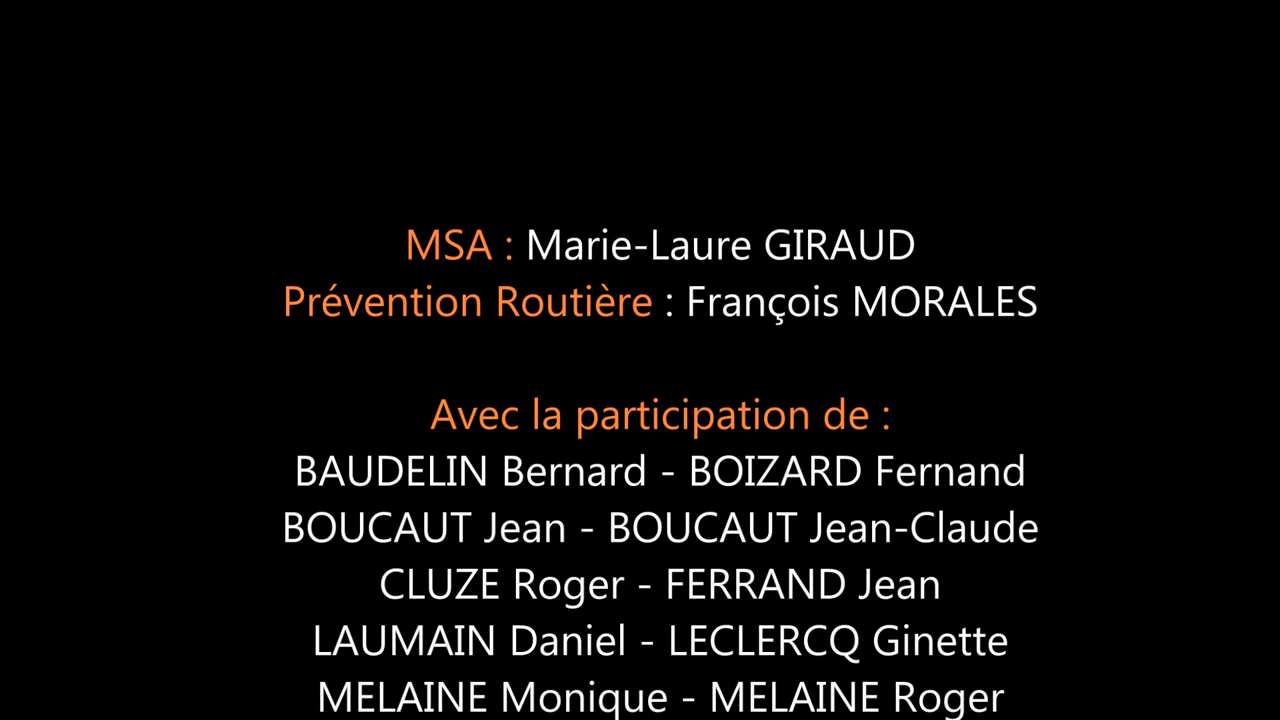 MSA : Marie-Laure GIRAUD
Prévention Routière : François MORALES
Avec la participation de :
BAUDELIN Bernard - BOIZARD Fernand
BOUCAUT Jean - BOUCAUT Jean-Claude
CLUZE Roger - FERRAND Jean
LAUMAIN Daniel - LECLERCQ Ginette
MELAINE Monique - MELAINE Roger